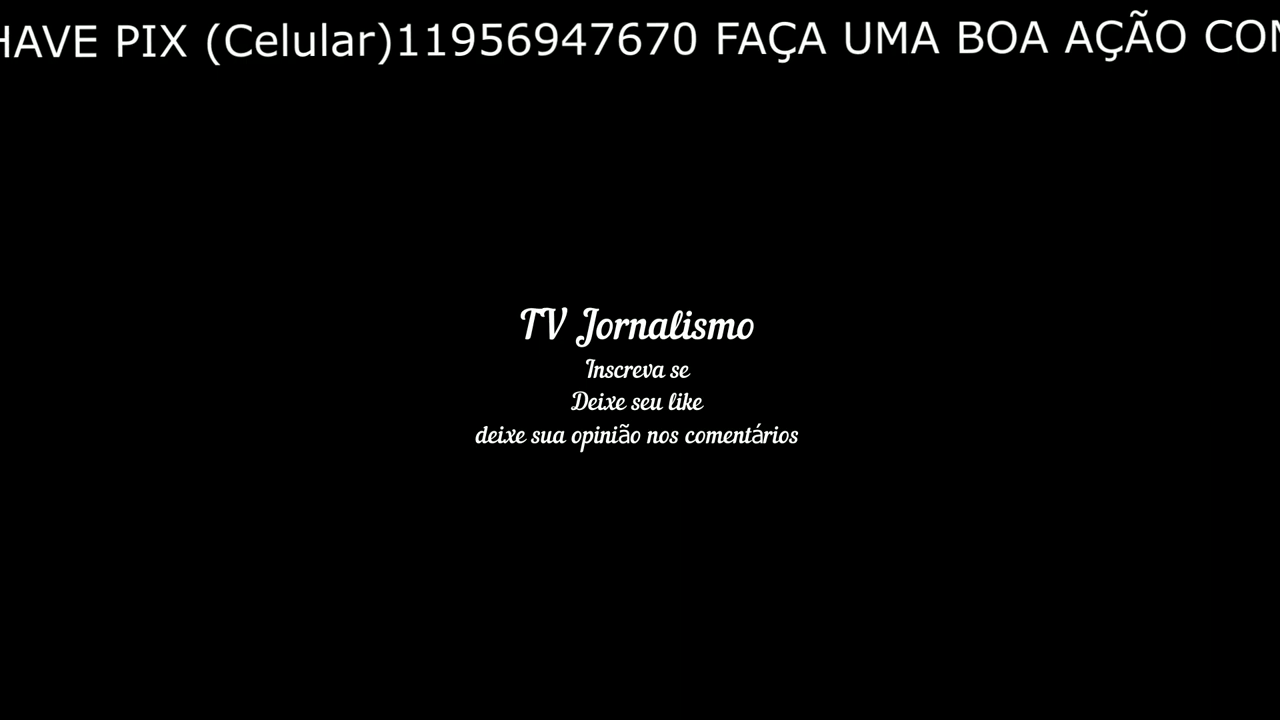 HAVE PIX (Celular)11956947670 FAÇA UMA BOA AÇÃO CON
TV Jornalismo
Inscreva se
Deixe seu like
deixe sua opinião nos comentários